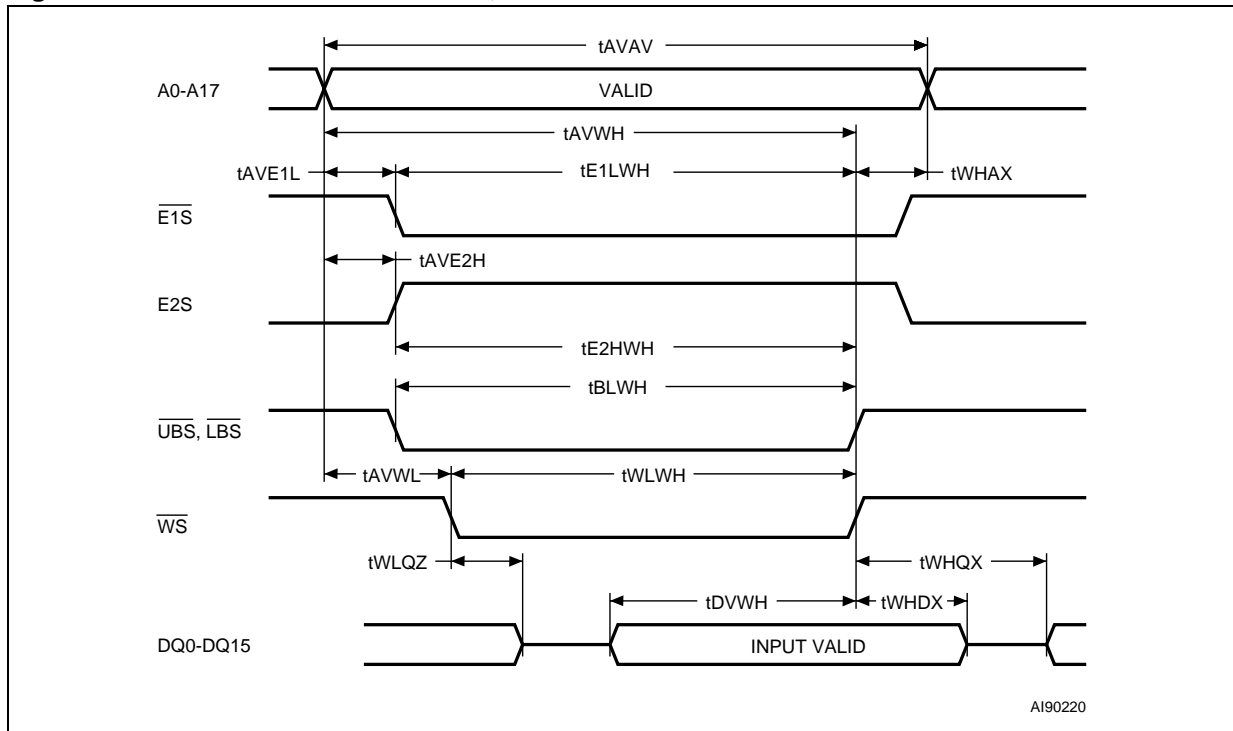 tAVAV
A0-A17
VALID
tAVWH
tAVE1L
tE1LWH
tWHAX
E1S
tAVE2H
E2S
tE2HWH
tBLWH
UBS, LBS
tAVWL
tWLWH
WS
tWLQZ
tWHQX
tDVWH
tWHDX
DQ0-DQ15
INPUT VALID
AI90220